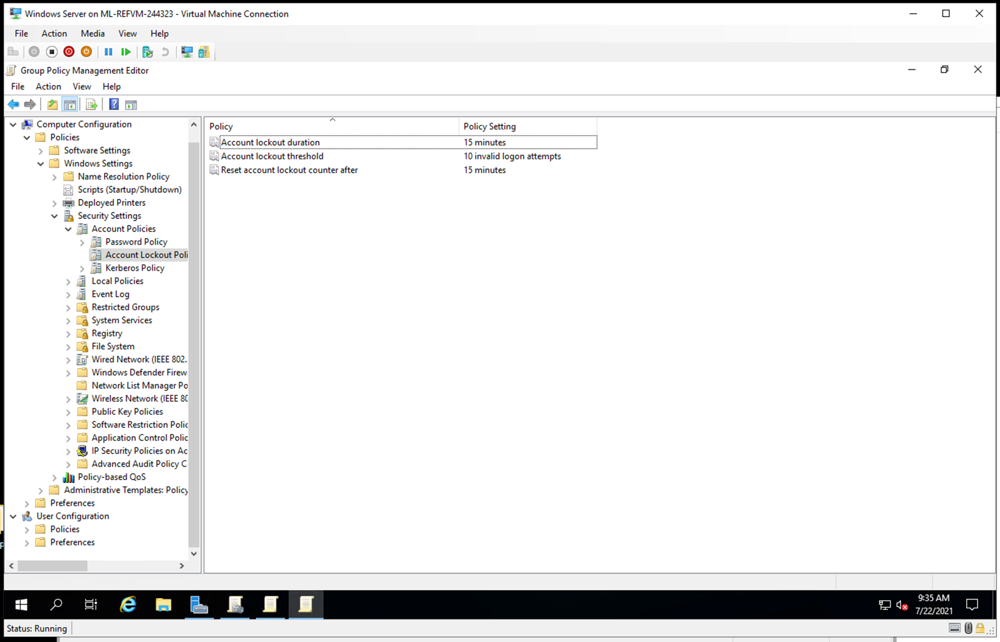 Windows Server on ML-REFVM-244323 - Virtual Machine Connection
File Action Media View Help
Group Policy Management Editor
File Action View Help
Computer Configuration
Policies
Software Settings
Windows Settings
Name Resolution Policy
Scripts (Startup/Shutdown)
Deployed Printers
Security Settings
Account Policies
Password Policy
Account Lockout Poli
Kerberos Policy
Local Policies
Event Log
Restricted Groups
System Services
Registry
File System
Wired Network (IEEE 802.
Windows Defender Firew
Network List Manager Po
Wireless Network (IEEE 80
Public Key Policies
Software Restriction Polic
Application Control Polic
IP Security Policies on Ac
Advanced Audit Policy C
Policy-based QoS
Administrative Templates: Policy
Preferences
User Configuration
Policies
Preferences
Policy Policy Setting
Account lockout duration 15 minutes
Account lockout threshold 10 invalid logon attempts
Reset account lockout counter after 15 minutes
9:35 AM
7/22/2021
Status: Running